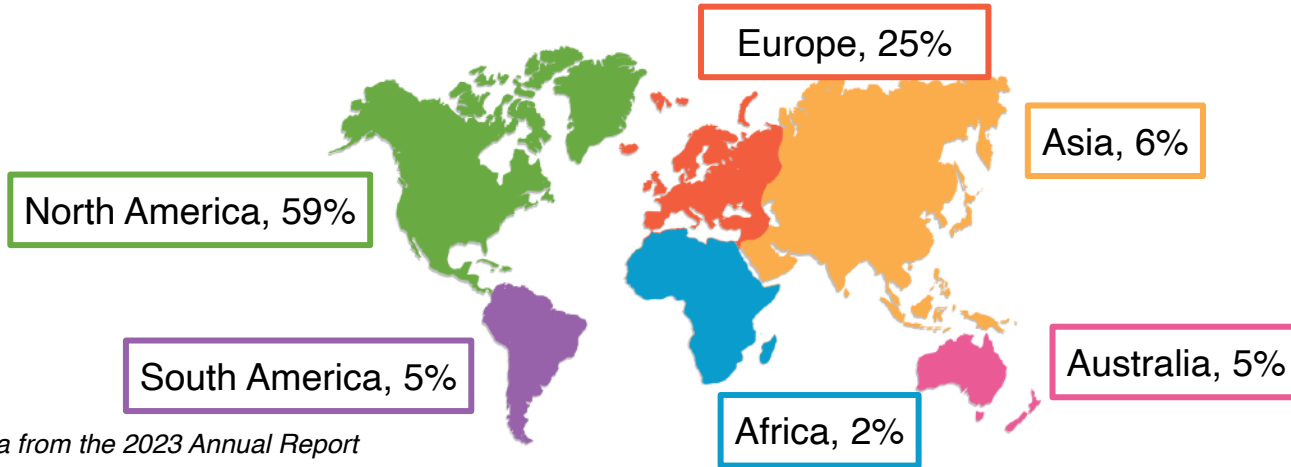 Europe, 25%
Asia, 6%
North America, 59%
South America, 5%
Australia, 5%
Africa, 2%
from the 2023 Annual Report